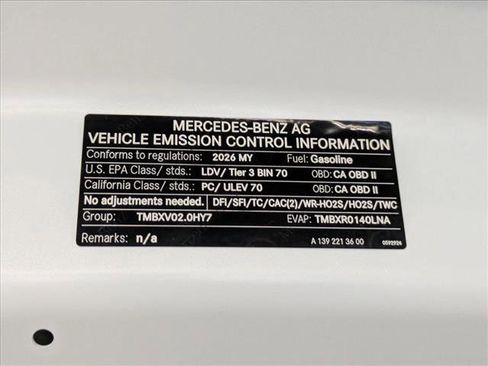 MERCEDES-BENZ AG
VEHICLE EMISSION CONTROL INFORMATION
Conforms to regulations: 2026 MY Fuel: Gasoline
U.S. EPA Class/ stds.: LDV/ Tier 3 BIN 70 OBD: CA OBD II
California Class/ stds.: PC/ ULEV 70 OBD: CA OBD II
No adjustments needed. DFI/SFI/TC/CAC(2)/WR-HO2S/HO2S/TWC
Group: TMBXV02.0HY7 EVAP: TMBXR0140LNA
Remarks: n/a A 139 221 36 00 0592924